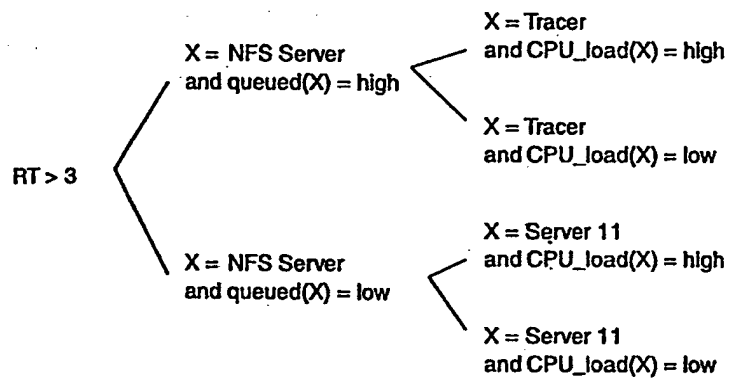 RT > 3
X = NFS Server
and queued(X) = high
X = Tracer
and CPU_load(X) = high
X = Tracer
and CPU_load(X) = low
X = NFS Server
and queued(X) = low
X = Server 11
and CPU_load(X) = high
X = Server 11
and CPU_load(X) = low